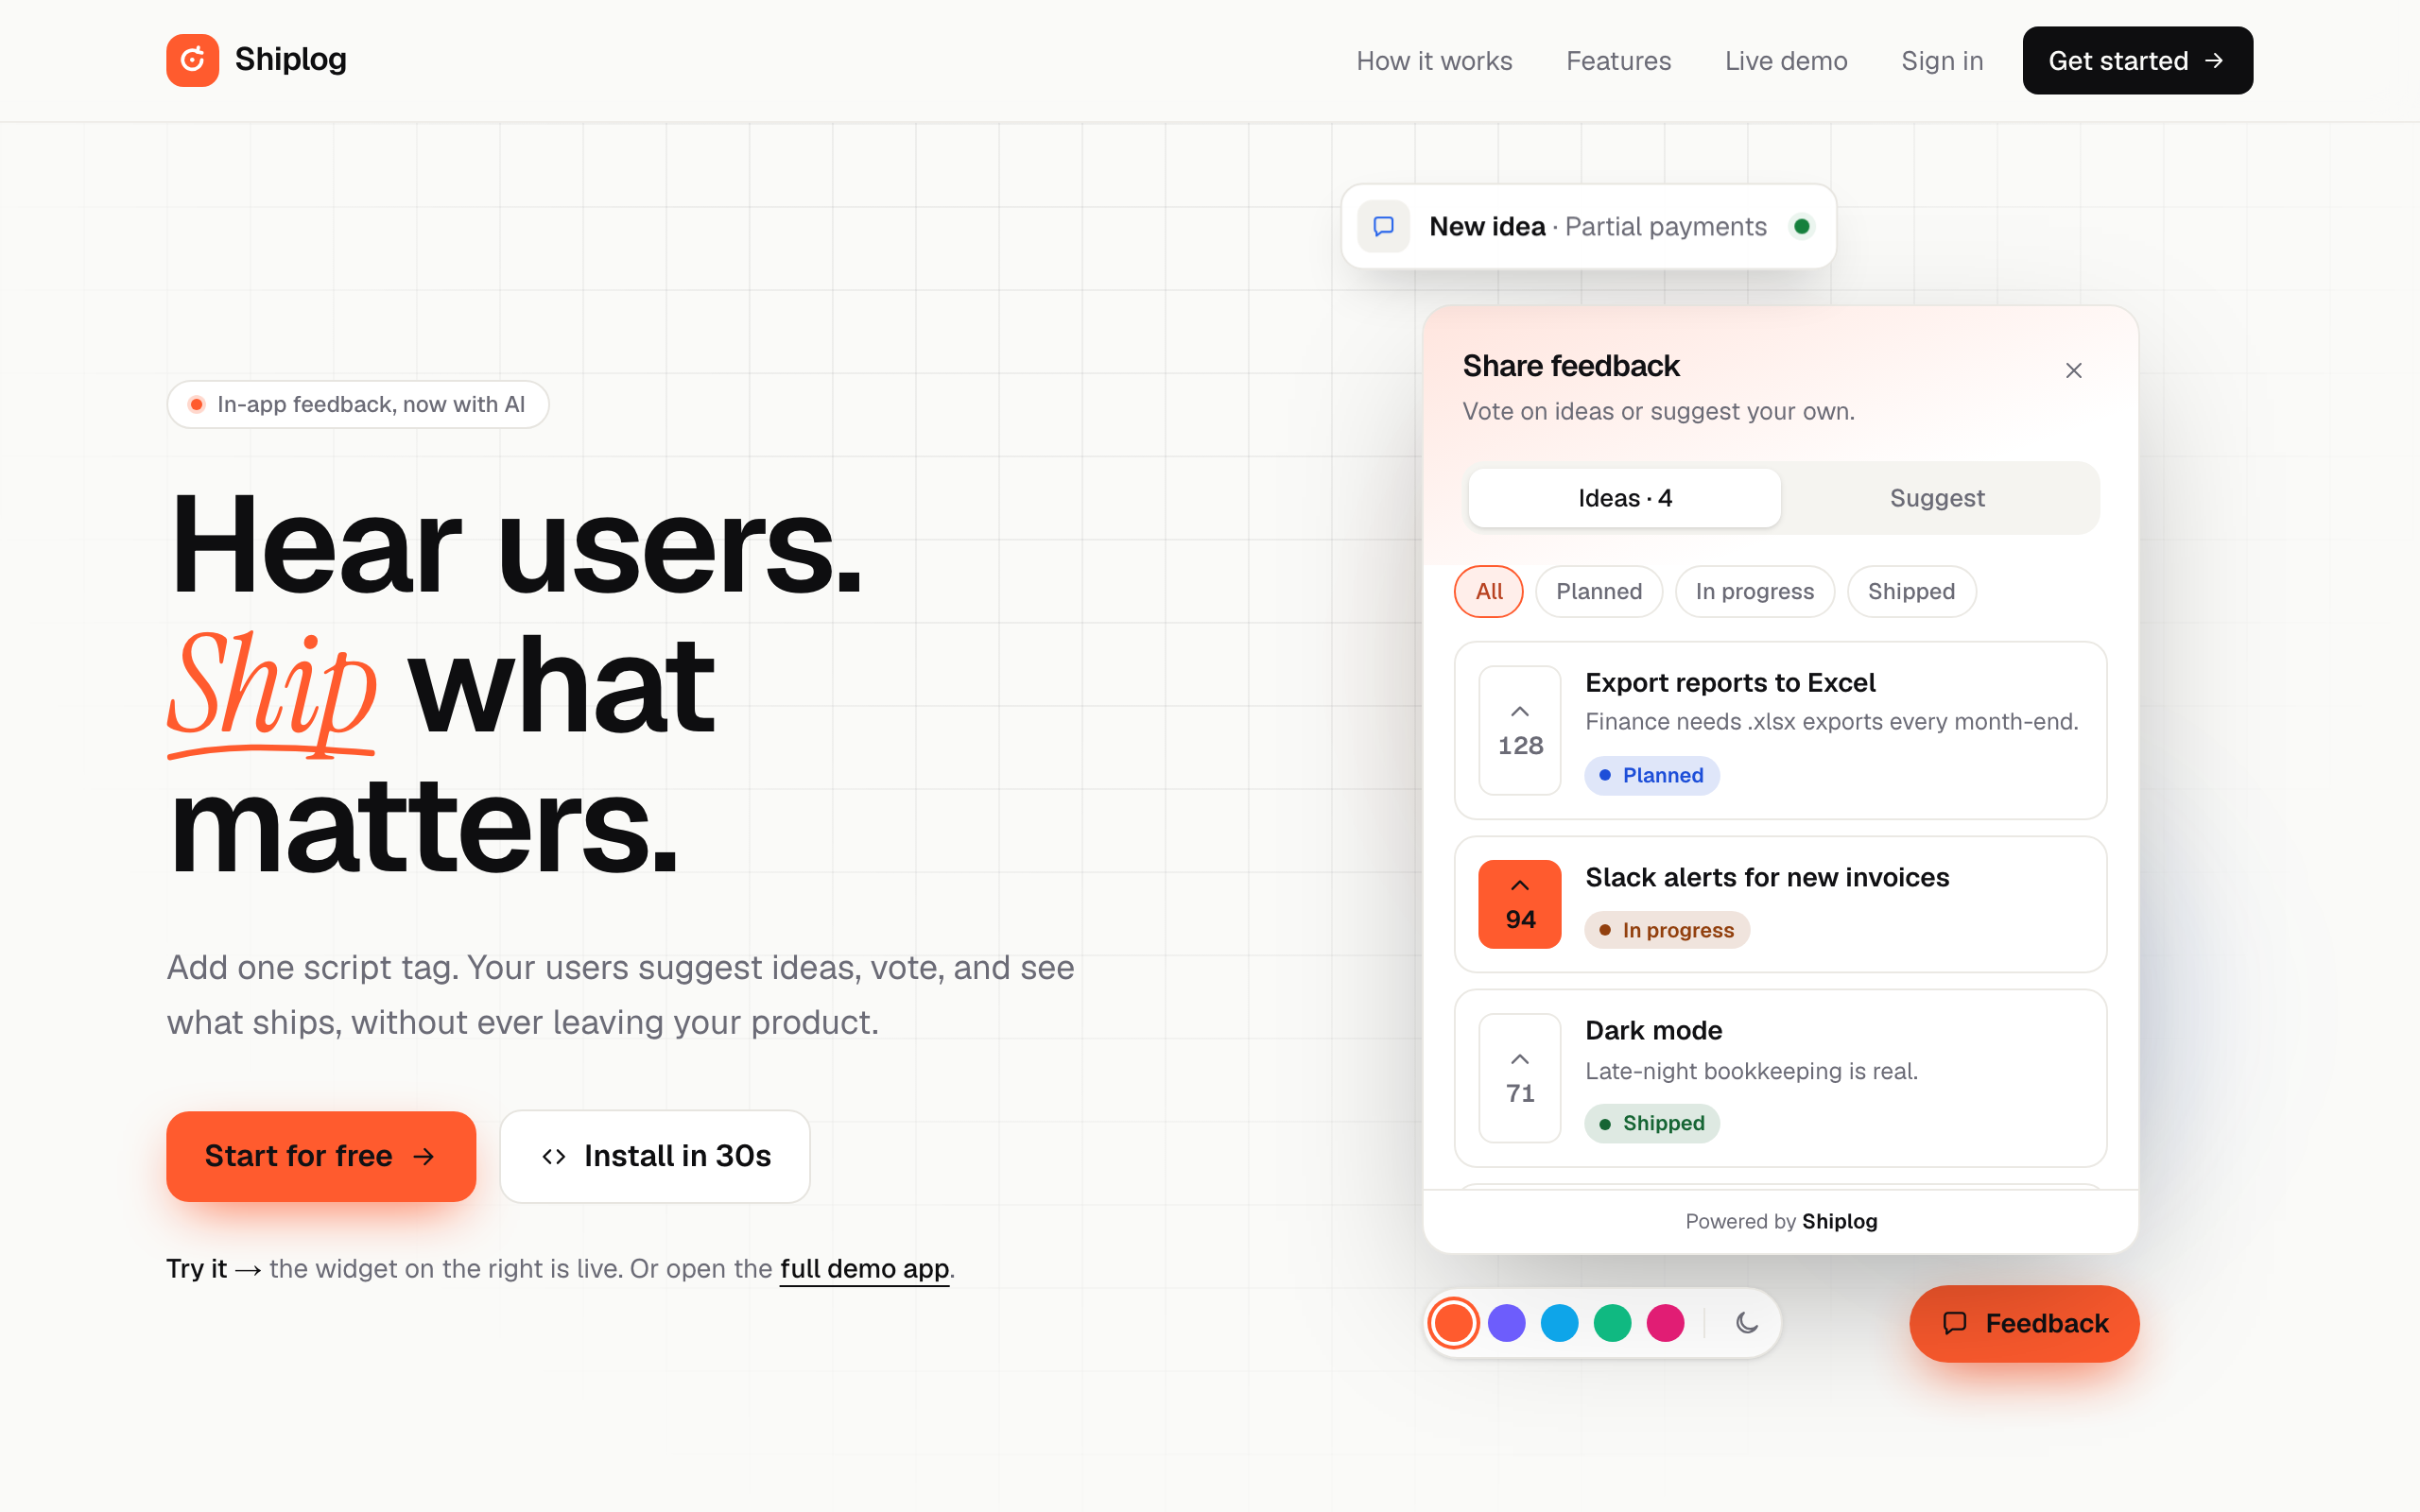 Shiplog
How it works
Features
Live demo
Sign in
Get started →
In-app feedback, now with AI
Hear users.
Ship what
matters.
Add one script tag. Your users suggest ideas, vote, and see
what ships, without ever leaving your product.
Start for free →
Install in 30s
Try it → the widget on the right is live. Or open the full demo app.
New idea · Partial payments
Share feedback
Vote on ideas or suggest your own.
Ideas · 4
Suggest
All
Planned
In progress
Shipped
128
Export reports to Excel
Finance needs .xlsx exports every month-end.
Planned
94
Slack alerts for new invoices
In progress
71
Dark mode
Late-night bookkeeping is real.
Shipped
Powered by Shiplog
Feedback